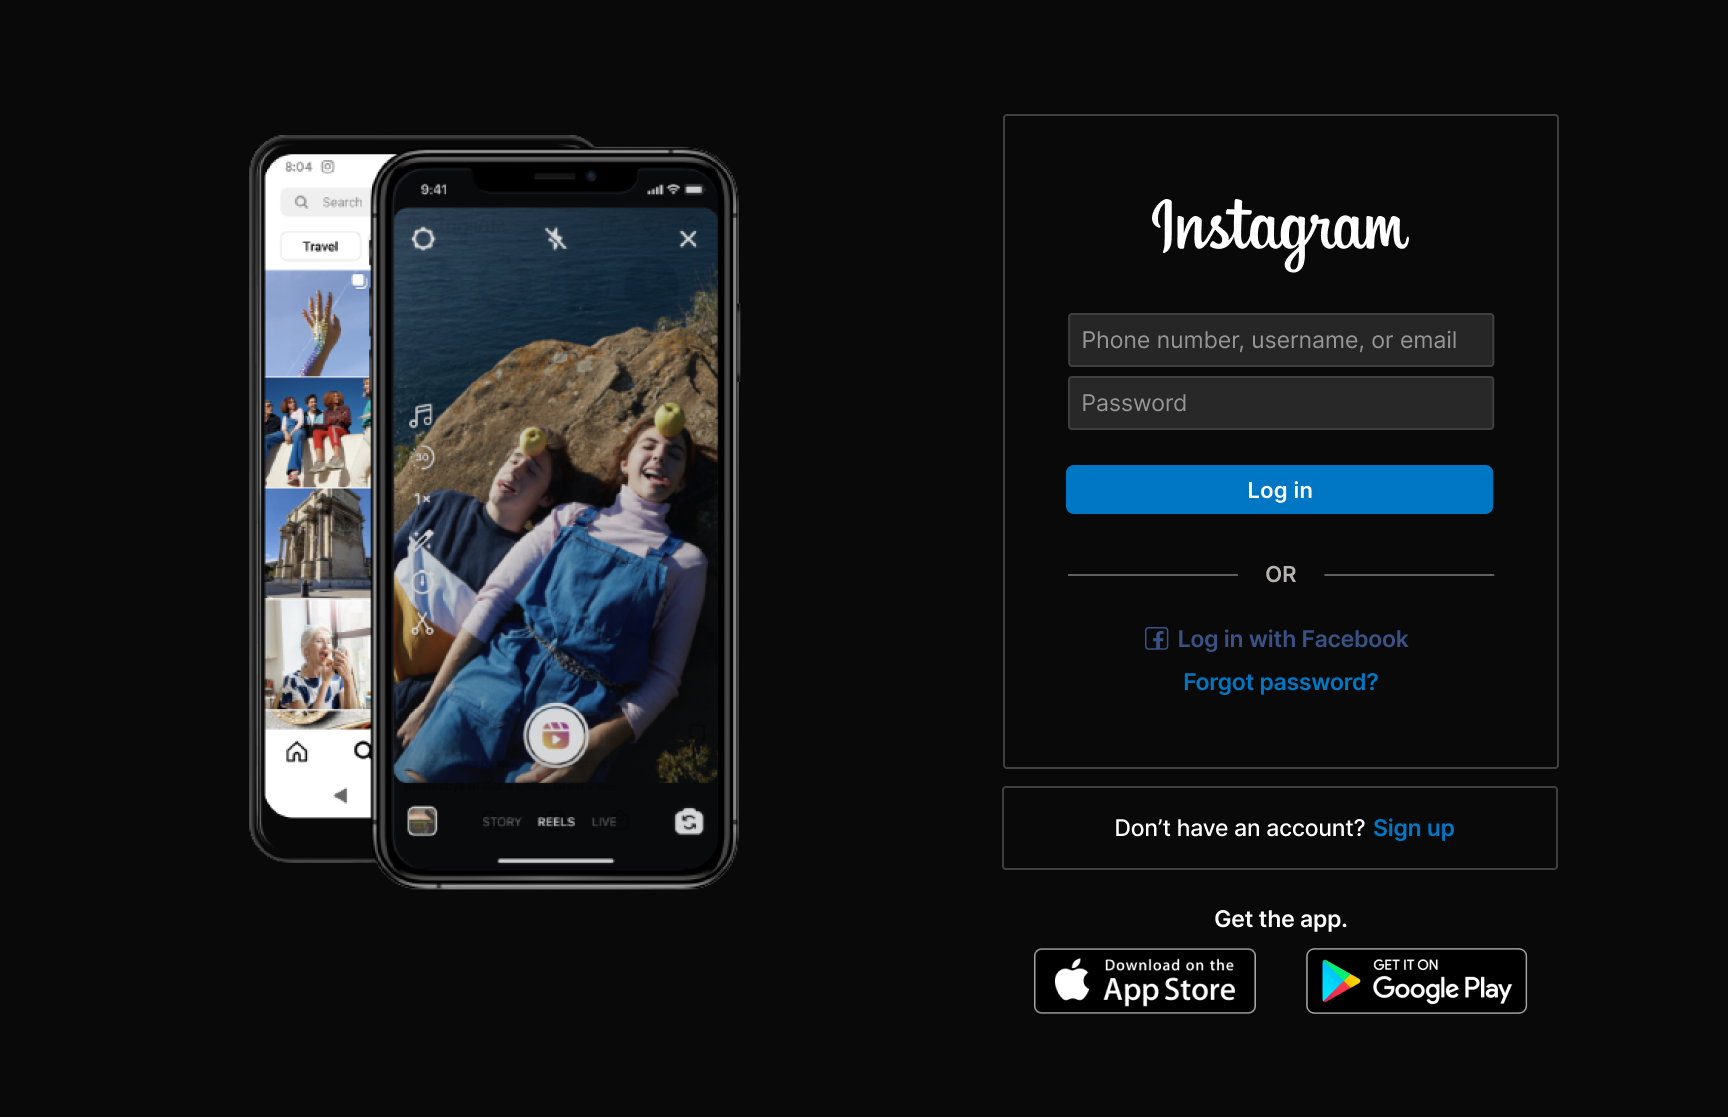 8:04
Search
Travel
9:41
30
1×
STORY REELS LIVE
Instagram
Phone number, username, or email
Password
Log in
OR
Log in with Facebook
Forgot password?
Don’t have an account? Sign up
Get the app.
Download on the
App Store
GET IT ON
Google Play